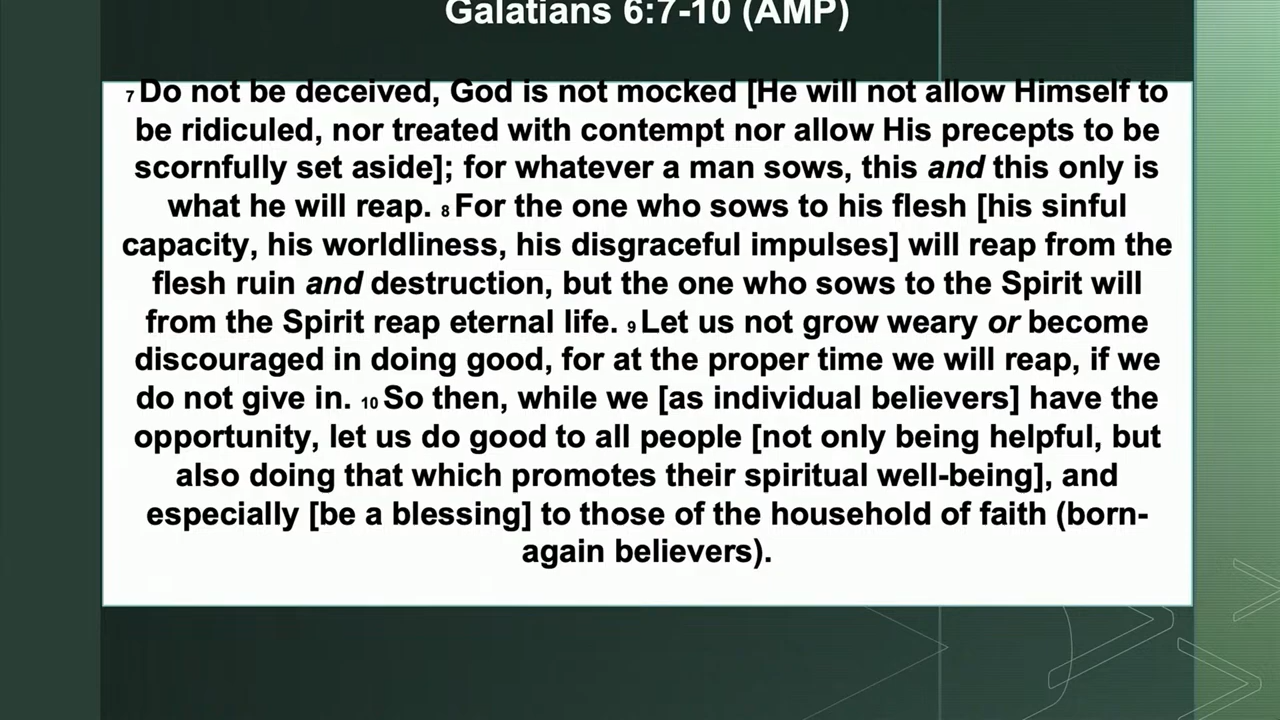 Galatians 6:7-10 (AMP)
7 Do not be deceived, God is not mocked [He will not allow Himself to
be ridiculed, nor treated with contempt nor allow His precepts to be
scornfully set aside]; for whatever a man sows, this and this only is
what he will reap. 8 For the one who sows to his flesh [his sinful
capacity, his worldliness, his disgraceful impulses] will reap from the
flesh ruin and destruction, but the one who sows to the Spirit will
from the Spirit reap eternal life. 9 Let us not grow weary or become
discouraged in doing good, for at the proper time we will reap, if we
do not give in. 10 So then, while we [as individual believers] have the
opportunity, let us do good to all people [not only being helpful, but
also doing that which promotes their spiritual well-being], and
especially [be a blessing] to those of the household of faith (born-
again believers).